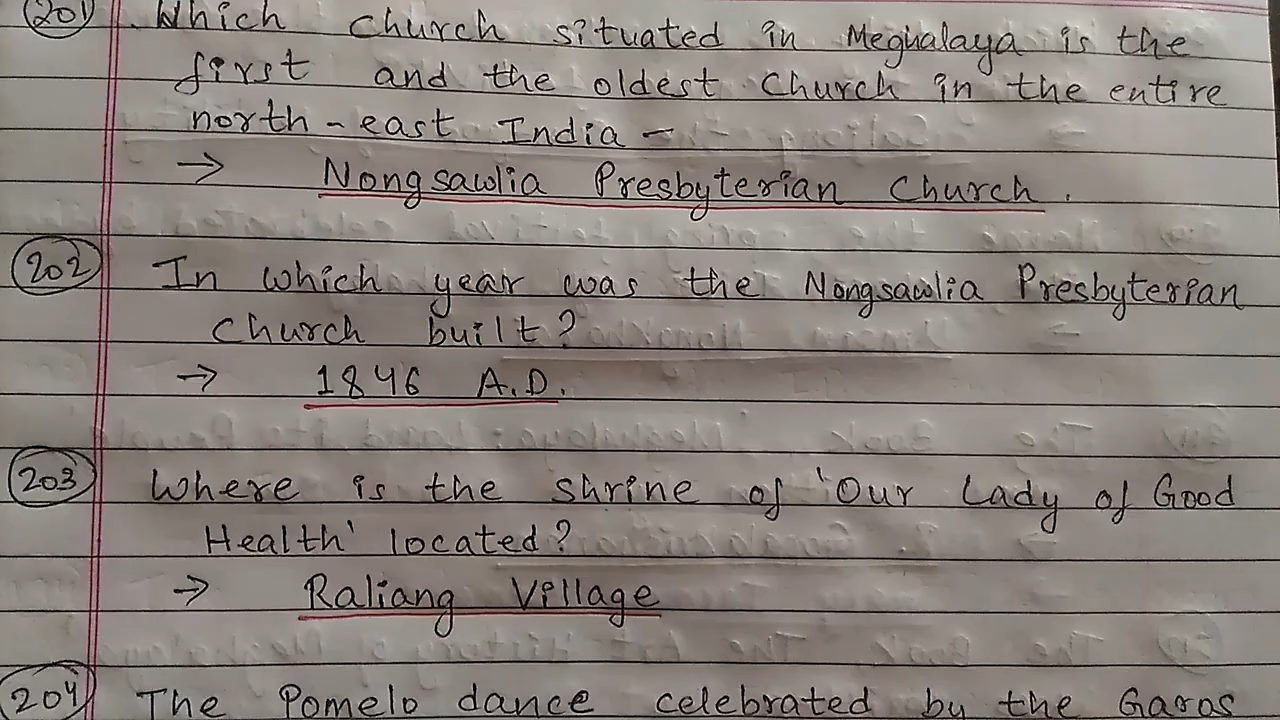 201 Which church situated in Meghalaya is the
first and the oldest church in the entire
north-east India -
→ Nongsawlia Presbyterian Church.
202 In which year was the Nongsawlia Presbyterian
Church built?
→ 1846 A.D.
203 Where is the shrine of 'Our Lady of Good
Health' located?
→ Raliang Village
204 The Pomelo dance celebrated by the Garos